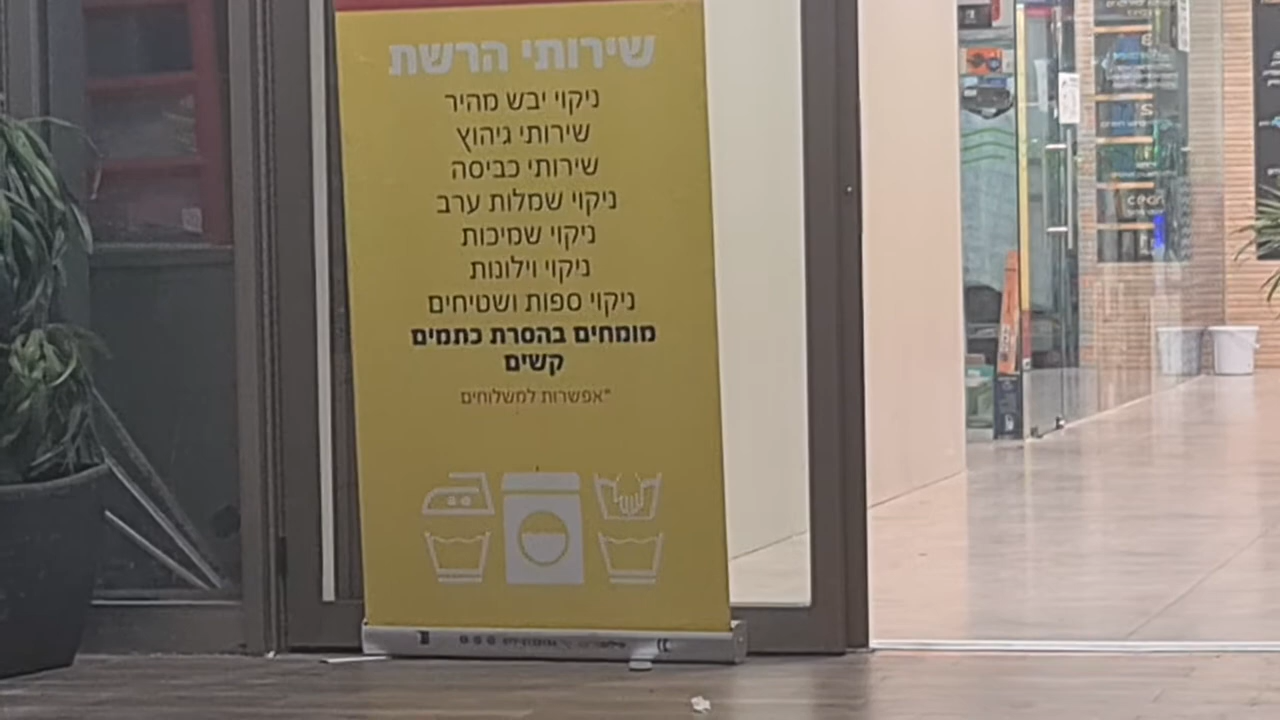 שירותי הרשת
ניקוי יבש מהיר
שירותי גיהוץ
שירותי כביסה
ניקוי שמלות ערב
ניקוי שמיכות
ניקוי וילונות
ניקוי ספות ושטיחים
מומחים בהסרת כתמים
קשים
*אפשרות למשלוחים